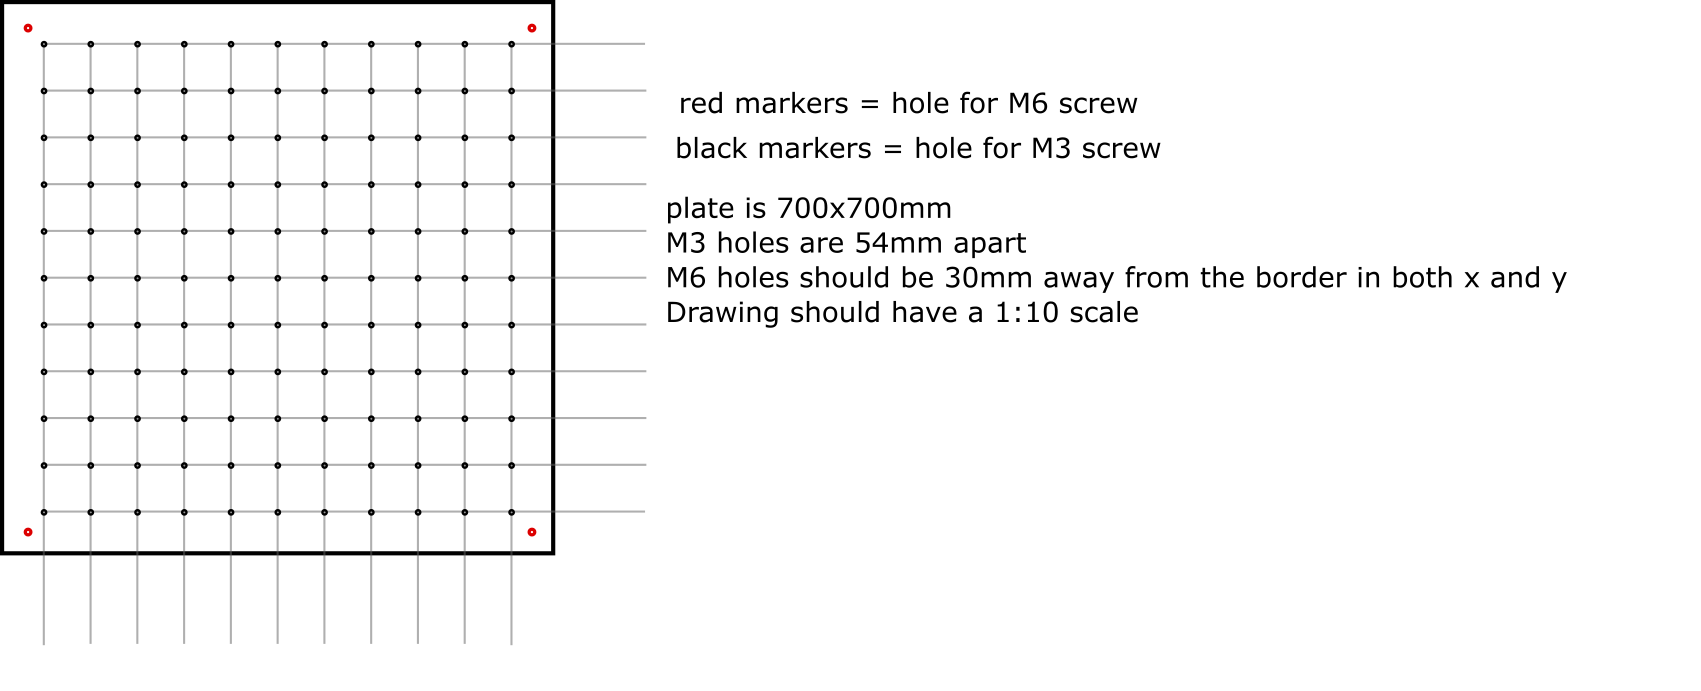 red markers = hole for M6 screw
black markers = hole for M3 screw
plate is 700x700mm
M3 holes are 54mm apart
M6 holes should be 30mm away from the border in both x and y
Drawing should have a 1:10 scale